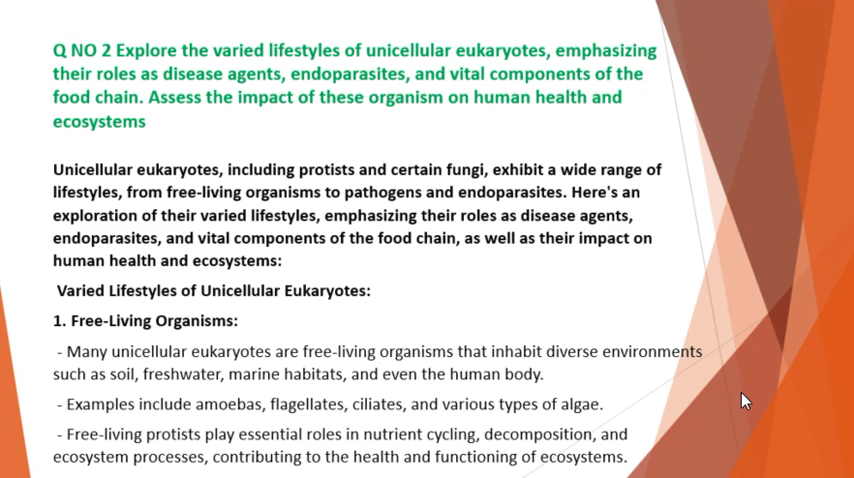 Q NO 2 Explore the varied lifestyles of unicellular eukaryotes, emphasizing
their roles as disease agents, endoparasites, and vital components of the
food chain. Assess the impact of these organism on human health and
ecosystems
Unicellular eukaryotes, including protists and certain fungi, exhibit a wide range of
lifestyles, from free-living organisms to pathogens and endoparasites. Here's an
exploration of their varied lifestyles, emphasizing their roles as disease agents,
endoparasites, and vital components of the food chain, as well as their impact on
human health and ecosystems:
Varied Lifestyles of Unicellular Eukaryotes:
1. Free-Living Organisms:
- Many unicellular eukaryotes are free-living organisms that inhabit diverse environments
such as soil, freshwater, marine habitats, and even the human body.
- Examples include amoebas, flagellates, ciliates, and various types of algae.
- Free-living protists play essential roles in nutrient cycling, decomposition, and
ecosystem processes, contributing to the health and functioning of ecosystems.